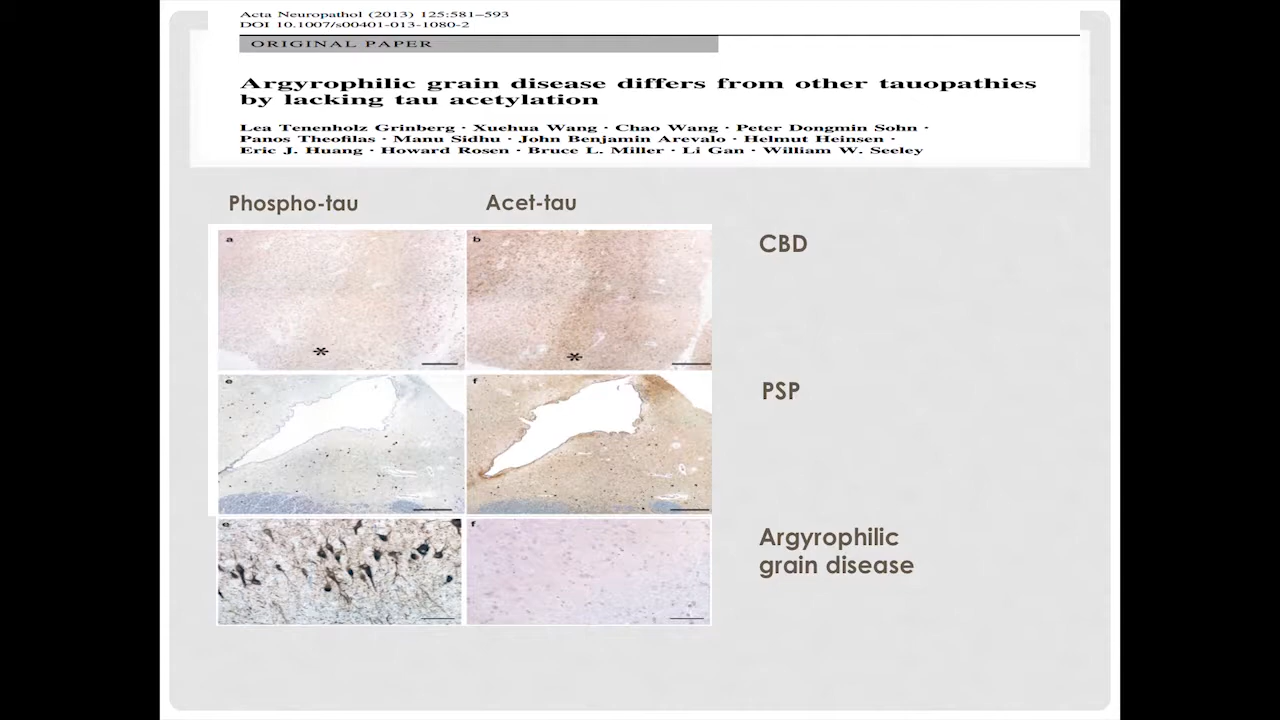 Acta Neuropathol (2013) 125:581–593
DOI 10.1007/s00401-013-1080-2
ORIGINAL PAPER
Argyrophilic grain disease differs from other tauopathies
by lacking tau acetylation
Lea Tenenholz Grinberg · Xuehua Wang · Chao Wang · Peter Dongmin Sohn ·
Panos Theofilas · Manu Sidhu · John Benjamin Arevalo · Helmut Heinsen ·
Eric J. Huang · Howard Rosen · Bruce L. Miller · Li Gan · William W. Seeley
Phospho-tau Acet-tau
a b
CBD
*  *
e f
PSP
e f
Argyrophilic
grain disease